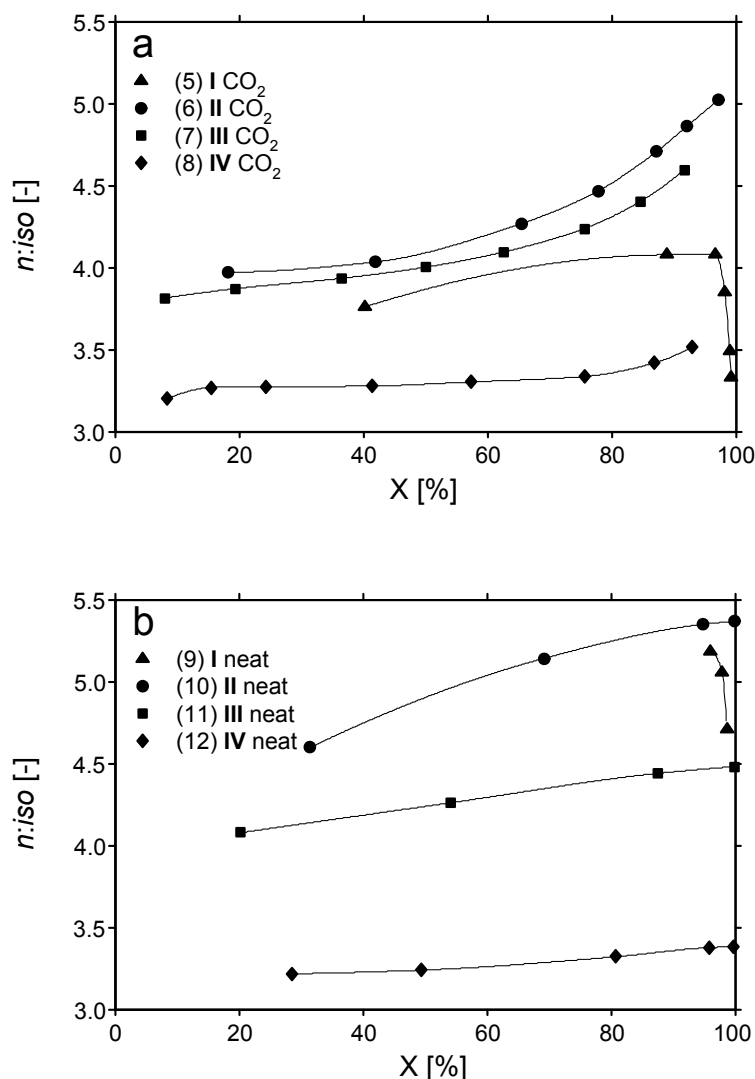 a
(5) I CO₂
(6) II CO₂
(7) III CO₂
(8) IV CO₂
5.5
5.0
4.5
4.0
3.5
3.0
n:iso [-]
0 20 40 60 80 100
X [%]
b
(9) I neat
(10) II neat
(11) III neat
(12) IV neat
5.5
5.0
4.5
4.0
3.5
3.0
n:iso [-]
0 20 40 60 80 100
X [%]